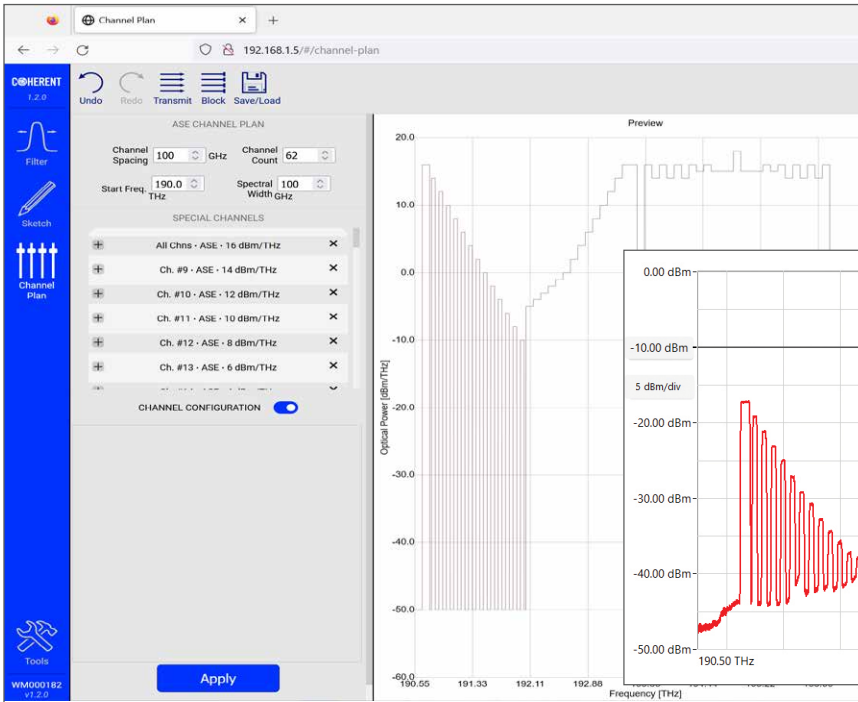 Channel Plan
192.168.1.5/#/channel-plan
COHERENT
1.2.0
Undo
Redo
Transmit
Block
Save/Load
Filter
Sketch
Channel
Plan
Tools
WM000182
v1.2.0
ASE CHANNEL PLAN
Channel
Spacing
100
GHz
Channel
Count
62
Start Freq.
190.0
THz
Spectral
Width
100
GHz
SPECIAL CHANNELS
All Chns · ASE · 16 dBm/THz
Ch. #9 · ASE · 14 dBm/THz
Ch. #10 · ASE · 12 dBm/THz
Ch. #11 · ASE · 10 dBm/THz
Ch. #12 · ASE · 8 dBm/THz
Ch. #13 · ASE · 6 dBm/THz
CHANNEL CONFIGURATION
Apply
Preview
Optical Power [dBm/THz]
20.0
10.0
0.0
-10.0
-20.0
-30.0
-40.0
-50.0
-60.0
190.55
191.33
192.11
192.88
Frequency [THz]
0.00 dBm
-10.00 dBm
5 dBm/div
-20.00 dBm
-30.00 dBm
-40.00 dBm
-50.00 dBm
190.50 THz